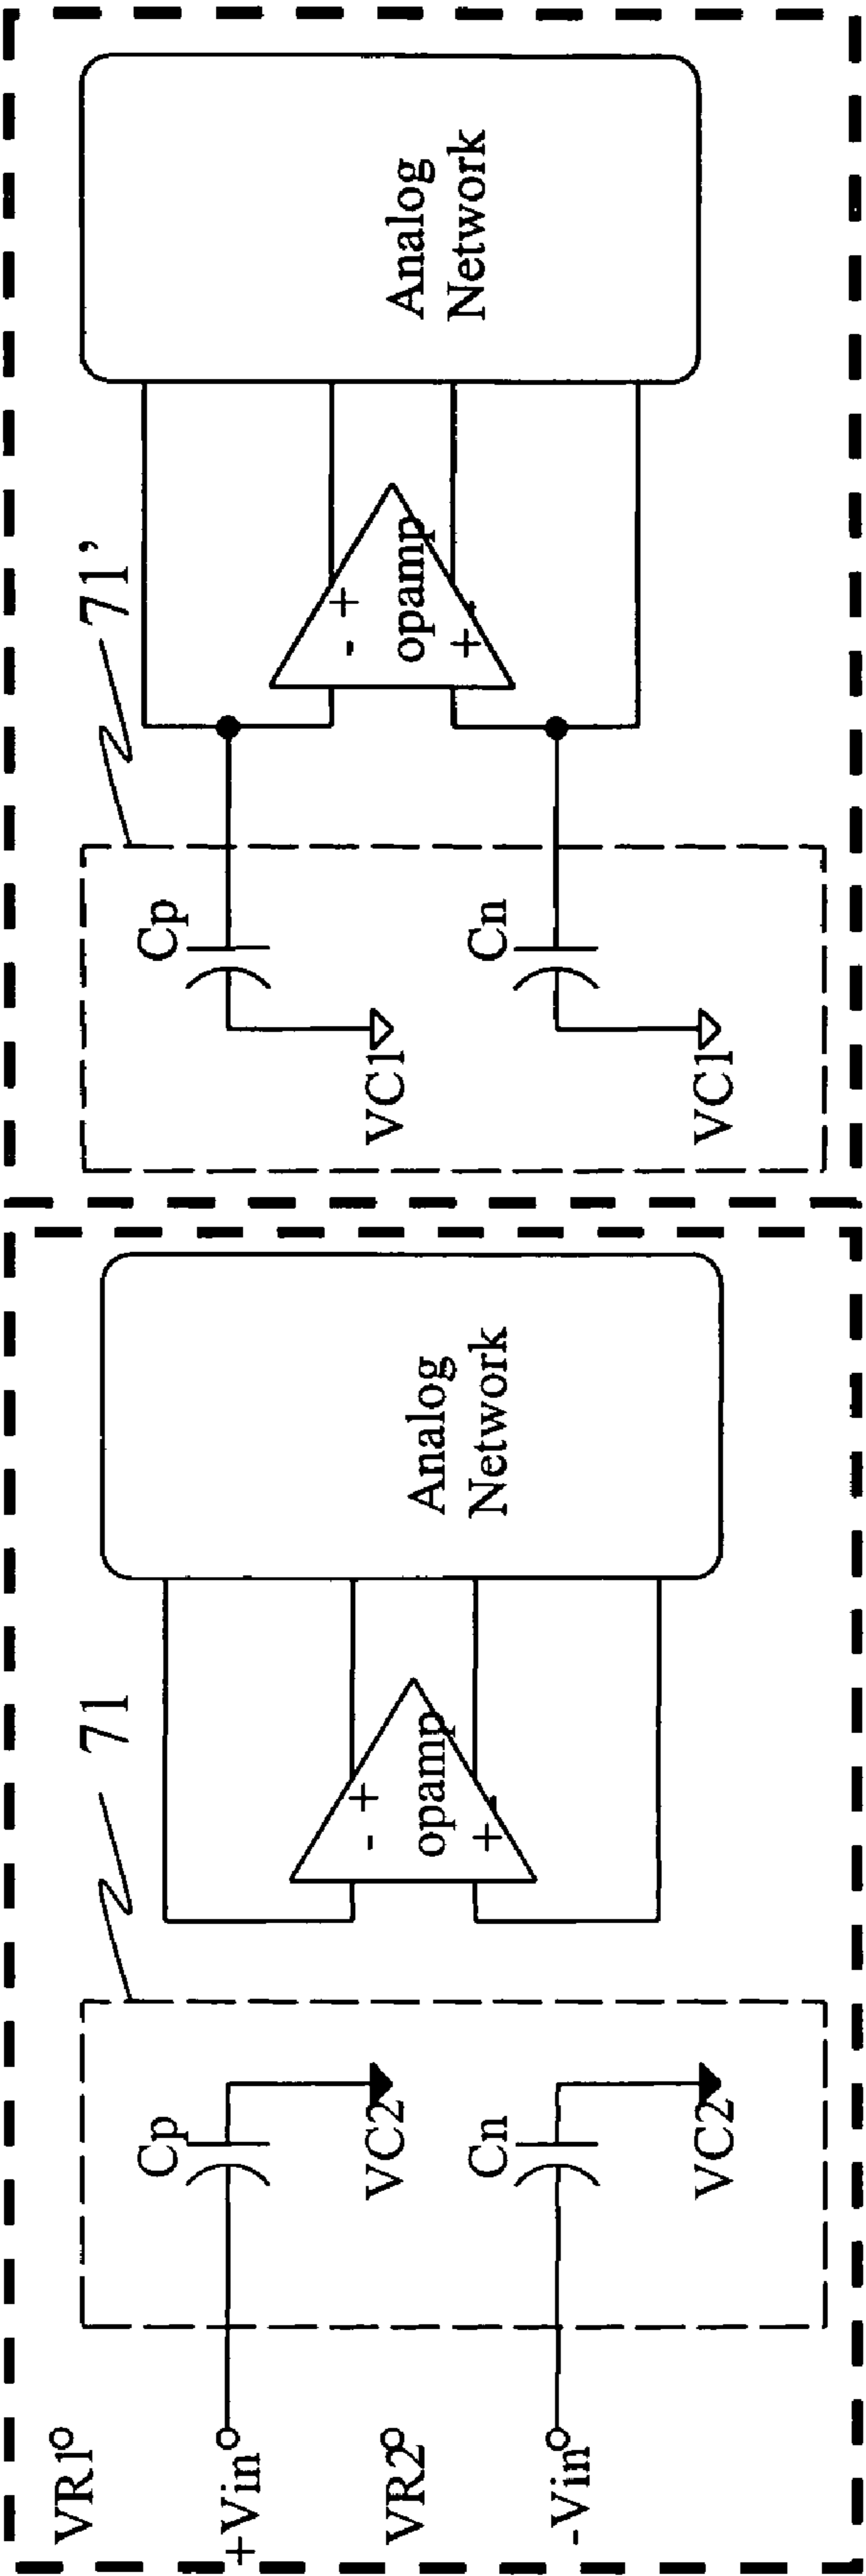 VR1
+Vin
VR2
-Vin
71
Cp
VC2
Cn
VC2
- +
opamp
+ -
Analog
Network
71’
Cp
VC1
Cn
VC1
- +
opamp
+ -
Analog
Network